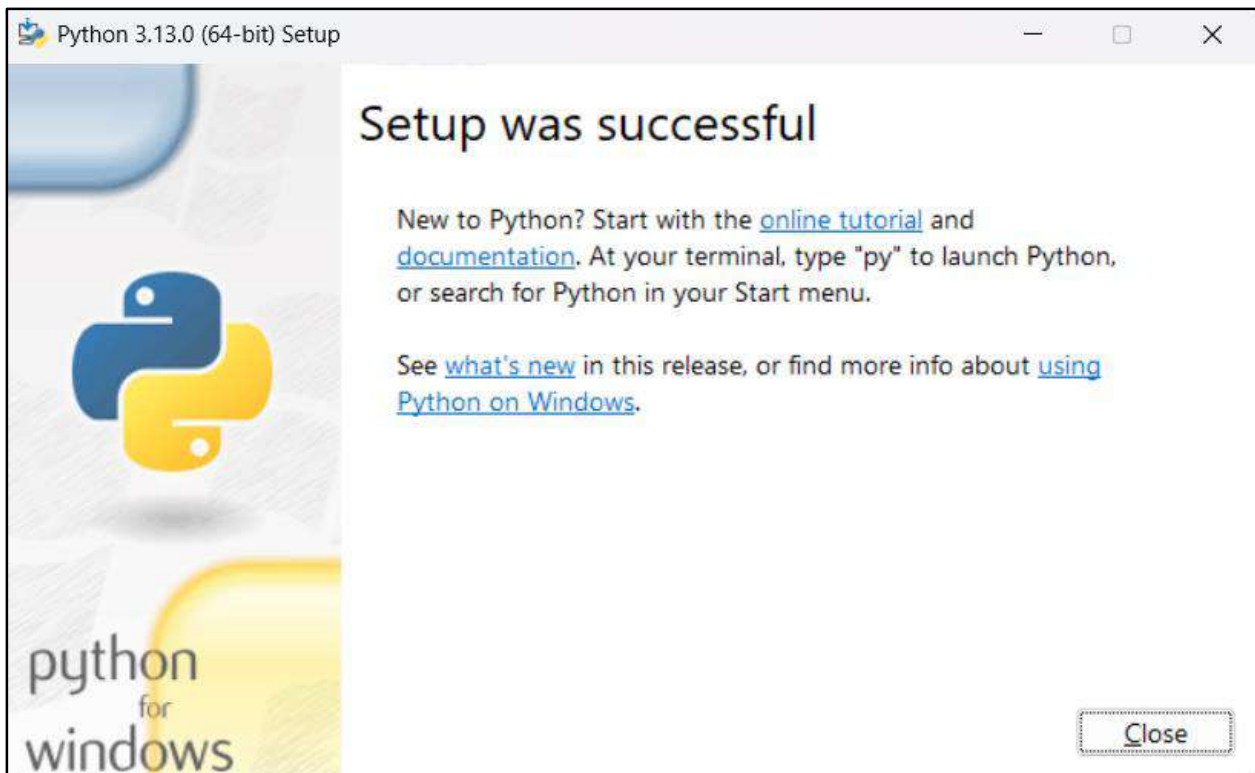 Python 3.13.0 (64-bit) Setup
Setup was successful
New to Python? Start with the online tutorial and
documentation. At your terminal, type "py" to launch Python,
or search for Python in your Start menu.
See what's new in this release, or find more info about using
Python on Windows.
python
for
windows
Close